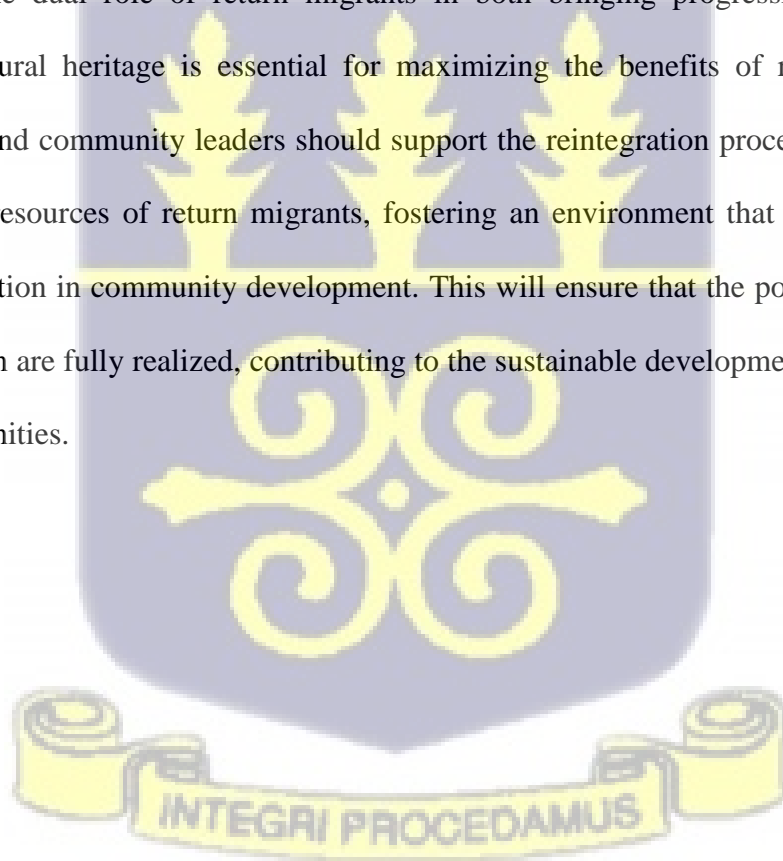 dual role of return migrants in both bringing progressi
ural heritage is essential for maximizing the benefits of
nd community leaders should support the reintegration proce
resources of return migrants, fostering an environment that
tion in community development. This will ensure that the po
are fully realized, contributing to the sustainable developme
nities.
INTEGRI PROCEDAMUS